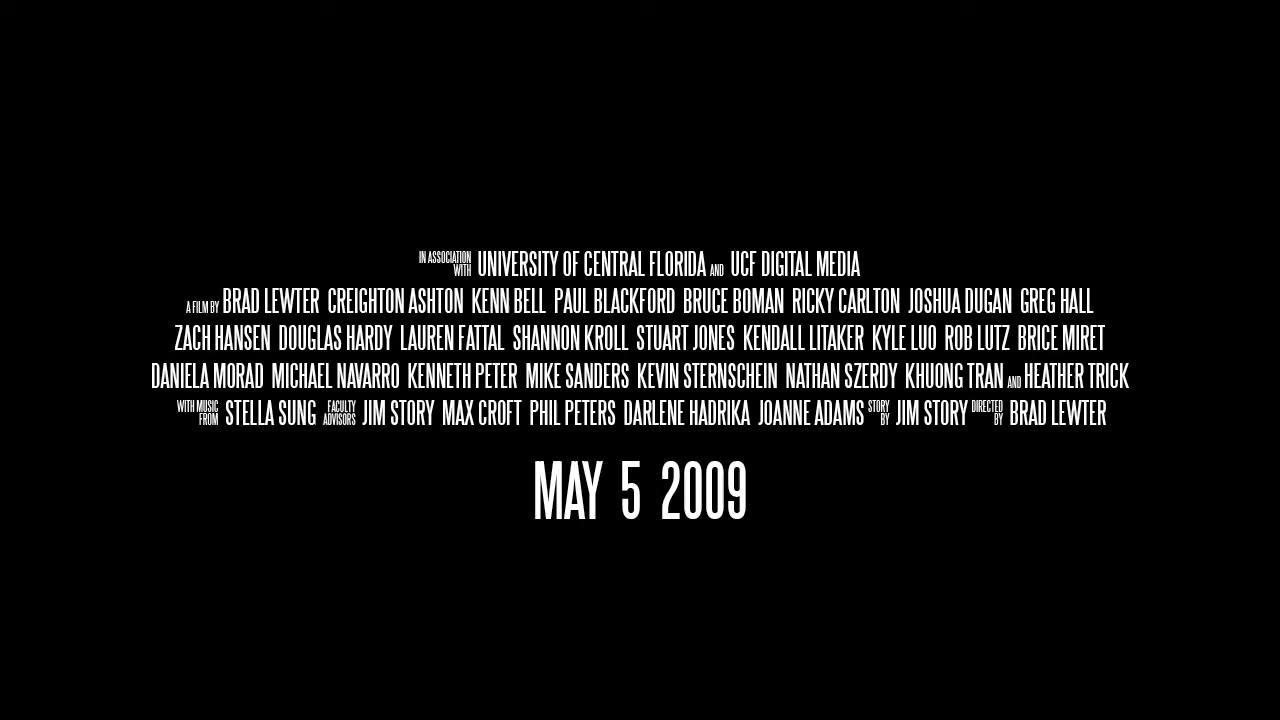 IN ASSOCIATION WITH UNIVERSITY OF CENTRAL FLORIDA AND UCF DIGITAL MEDIA
A FILM BY BRAD LEWTER CREIGHTON ASHTON KENN BELL PAUL BLACKFORD BRUCE BOMAN RICKY CARLTON JOSHUA DUGAN GREG HALL
ZACH HANSEN DOUGLAS HARDY LAUREN FATTAL SHANNON KROLL STUART JONES KENDALL LITAKER KYLE LUO ROB LUTZ BRICE MIRET
DANIELA MORAD MICHAEL NAVARRO KENNETH PETER MIKE SANDERS KEVIN STERNSCHEIN NATHAN SZERDY KHUONG TRAN AND HEATHER TRICK
WITH MUSIC FROM STELLA SUNG FACULTY ADVISORS JIM STORY MAX CROFT PHIL PETERS DARLENE HADRIKA JOANNE ADAMS STORY BY JIM STORY DIRECTED BY BRAD LEWTER
MAY 5 2009